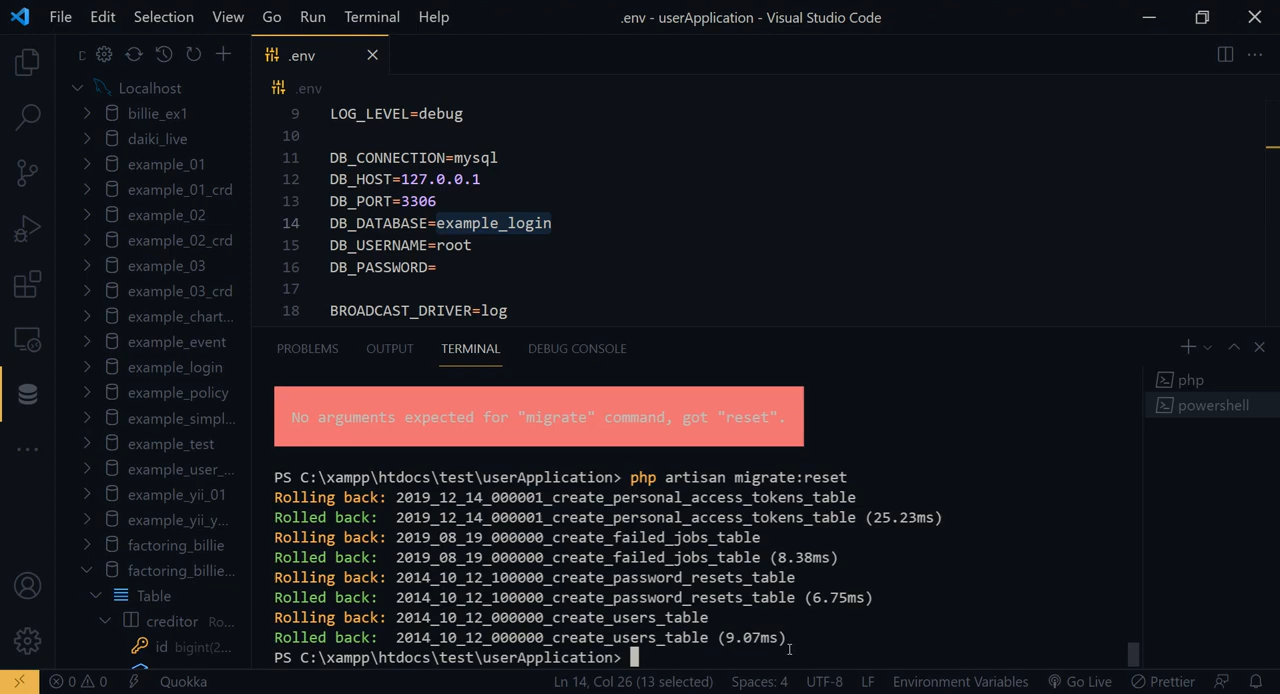 File Edit Selection View Go Run Terminal Help
.env - userApplication - Visual Studio Code
.env
Localhost
billie_ex1
daiki_live
example_01
example_01_crd
example_02
example_02_crd
example_03
example_03_crd
example_chart...
example_event
example_login
example_policy
example_simpl...
example_test
example_user_...
example_yii_01
example_yii_y...
factoring_billie
factoring_billie...
Table
creditor Ro...
id bigint(2...
.env
9 LOG_LEVEL=debug
10
11 DB_CONNECTION=mysql
12 DB_HOST=127.0.0.1
13 DB_PORT=3306
14 DB_DATABASE=example_login
15 DB_USERNAME=root
16 DB_PASSWORD=
17
18 BROADCAST_DRIVER=log
PROBLEMS OUTPUT TERMINAL DEBUG CONSOLE
php
powershell
No arguments expected for "migrate" command, got "reset".
PS C:\xampp\htdocs\test\userApplication> php artisan migrate:reset
Rolling back: 2019_12_14_000001_create_personal_access_tokens_table
Rolled back: 2019_12_14_000001_create_personal_access_tokens_table (25.23ms)
Rolling back: 2019_08_19_000000_create_failed_jobs_table
Rolled back: 2019_08_19_000000_create_failed_jobs_table (8.38ms)
Rolling back: 2014_10_12_100000_create_password_resets_table
Rolled back: 2014_10_12_100000_create_password_resets_table (6.75ms)
Rolling back: 2014_10_12_000000_create_users_table
Rolled back: 2014_10_12_000000_create_users_table (9.07ms)
PS C:\xampp\htdocs\test\userApplication>
0 0 Quokka Ln 14, Col 26 (13 selected) Spaces: 4 UTF-8 LF Environment Variables Go Live Prettier